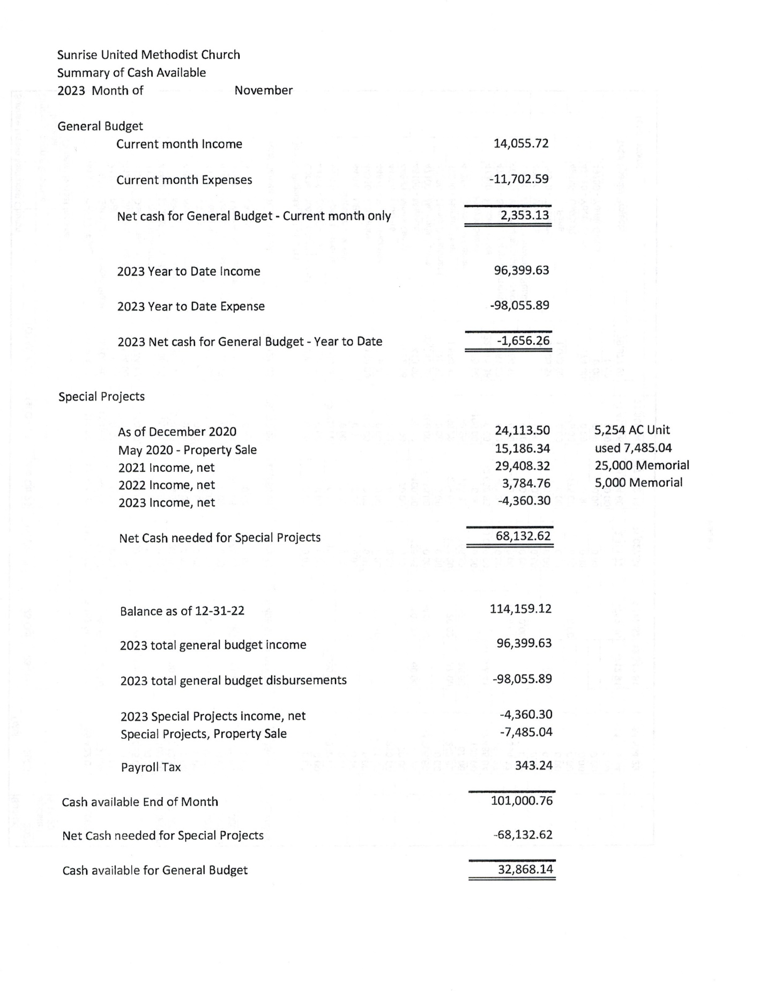 Sunrise United Methodist Church
Summary of Cash Available
2023 Month of November
General Budget
Current month Income 14,055.72
Current month Expenses -11,702.59
Net cash for General Budget - Current month only 2,353.13
2023 Year to Date Income 96,399.63
2023 Year to Date Expense -98,055.89
2023 Net cash for General Budget - Year to Date -1,656.26
Special Projects
As of December 2020 24,113.50 5,254 AC Unit
May 2020 - Property Sale 15,186.34 used 7,485.04
2021 Income, net 29,408.32 25,000 Memorial
2022 Income, net 3,784.76 5,000 Memorial
2023 Income, net -4,360.30
Net Cash needed for Special Projects 68,132.62
Balance as of 12-31-22 114,159.12
2023 total general budget income 96,399.63
2023 total general budget disbursements -98,055.89
2023 Special Projects income, net -4,360.30
Special Projects, Property Sale -7,485.04
Payroll Tax 343.24
Cash available End of Month 101,000.76
Net Cash needed for Special Projects -68,132.62
Cash available for General Budget 32,868.14